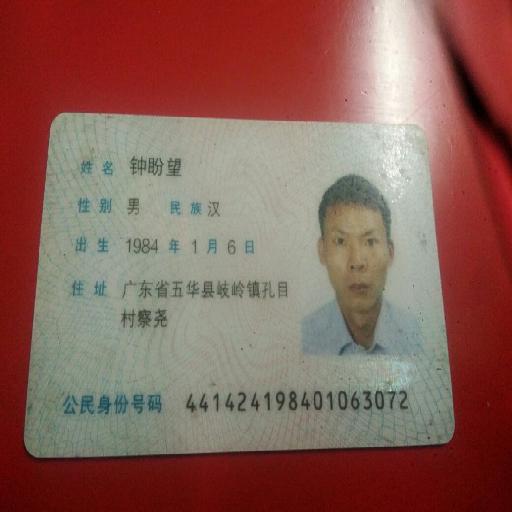 姓名 钟盼望
性别 男 民族 汉
出生 1984 年 1 月 6 日
住址 广东省五华县岐岭镇孔目
村察尧
公民身份号码 441424198401063072